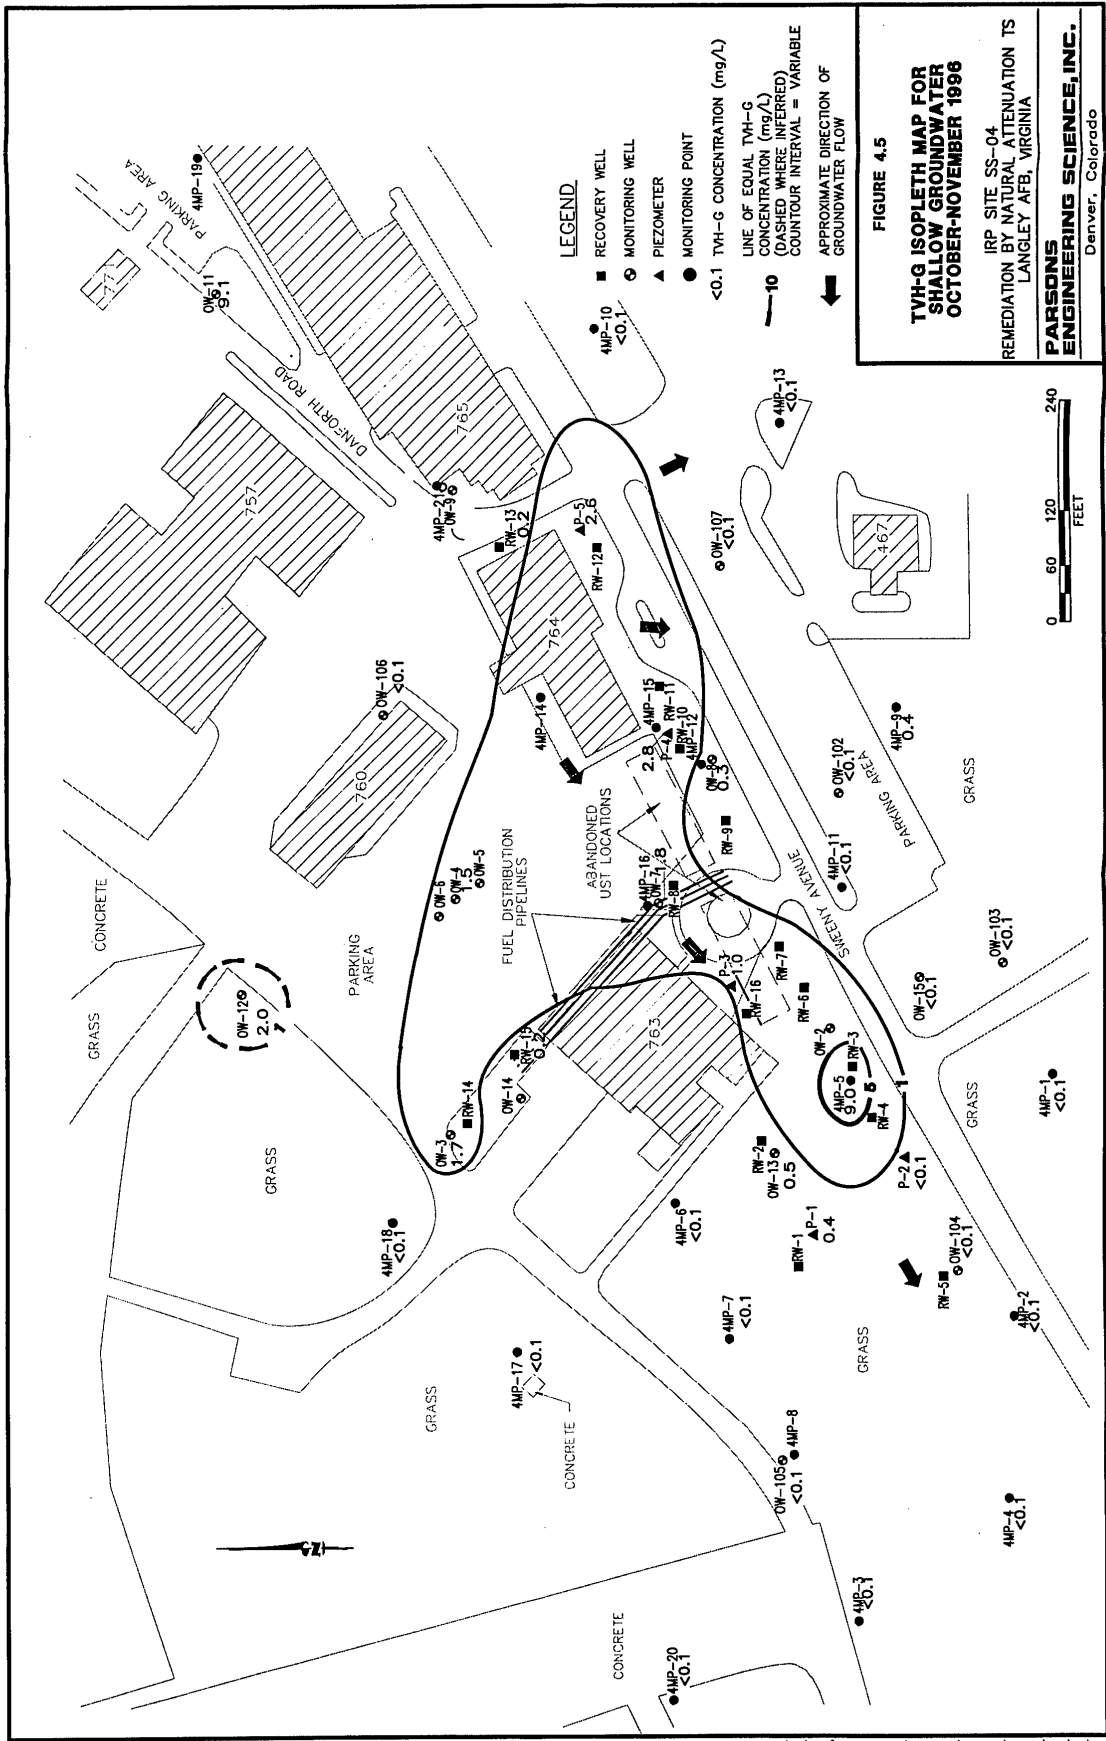 PARKING AREA
4MP-19
OW-11
9.1
DANFORTH ROAD
757
765
4MP-21
OW-9
RW-13
0.2
P-5
2.6
RW-12
764
4MP-10
<0.1
4MP-13
<0.1
OW-107
<0.1
467
OW-106
<0.1
760
4MP-14
4MP-15
RW-11
2.8
P-4
RW-10
4MP-12
OW-8
0.3
RW-9
4MP-9
0.4
OW-102
<0.1
PARKING AREA
GRASS
4MP-11
<0.1
SWEENY AVENUE
ABANDONED
UST LOCATIONS
FUEL DISTRIBUTION
PIPELINES
OW-6
OW-4
1.5
OW-5
4MP-16
OW-7
1.8
RW-8
CONCRETE
PARKING
AREA
GRASS
OW-12
2.0
1
P-3
1.0
RW-16
RW-7
RW-6
OW-2
763
RW-15
0.2
OW-14
RW-14
OW-3
1.7
4MP-5
9.0
RW-3
5
RW-4
1
OW-15
<0.1
OW-103
<0.1
GRASS
4MP-1
<0.1
RW-2
OW-13
0.5
P-2
<0.1
P-1
0.4
RW-1
4MP-6
<0.1
GRASS
4MP-18
<0.1
OW-104
<0.1
RW-5
4MP-2
<0.1
4MP-7
<0.1
GRASS
4MP-17
<0.1
CONCRETE
GRASS
4MP-8
OW-105
<0.1
4MP-4
<0.1
4MP-3
<0.1
4MP-20
<0.1
CONCRETE
N
LEGEND
RECOVERY WELL
MONITORING WELL
PIEZOMETER
MONITORING POINT
<0.1 TVH-G CONCENTRATION (mg/L)
10
LINE OF EQUAL TVH-G
CONCENTRATION (mg/L)
(DASHED WHERE INFERRED)
COUNTOUR INTERVAL = VARIABLE
APPROXIMATE DIRECTION OF
GROUNDWATER FLOW
0 60 120 240
FEET
FIGURE 4.5
TVH-G ISOPLETH MAP FOR
SHALLOW GROUNDWATER
OCTOBER-NOVEMBER 1996
IRP SITE SS-04
REMEDIATION BY NATURAL ATTENUATION TS
LANGLEY AFB, VIRGINIA
PARSONS
ENGINEERING SCIENCE, INC.
Denver, Colorado